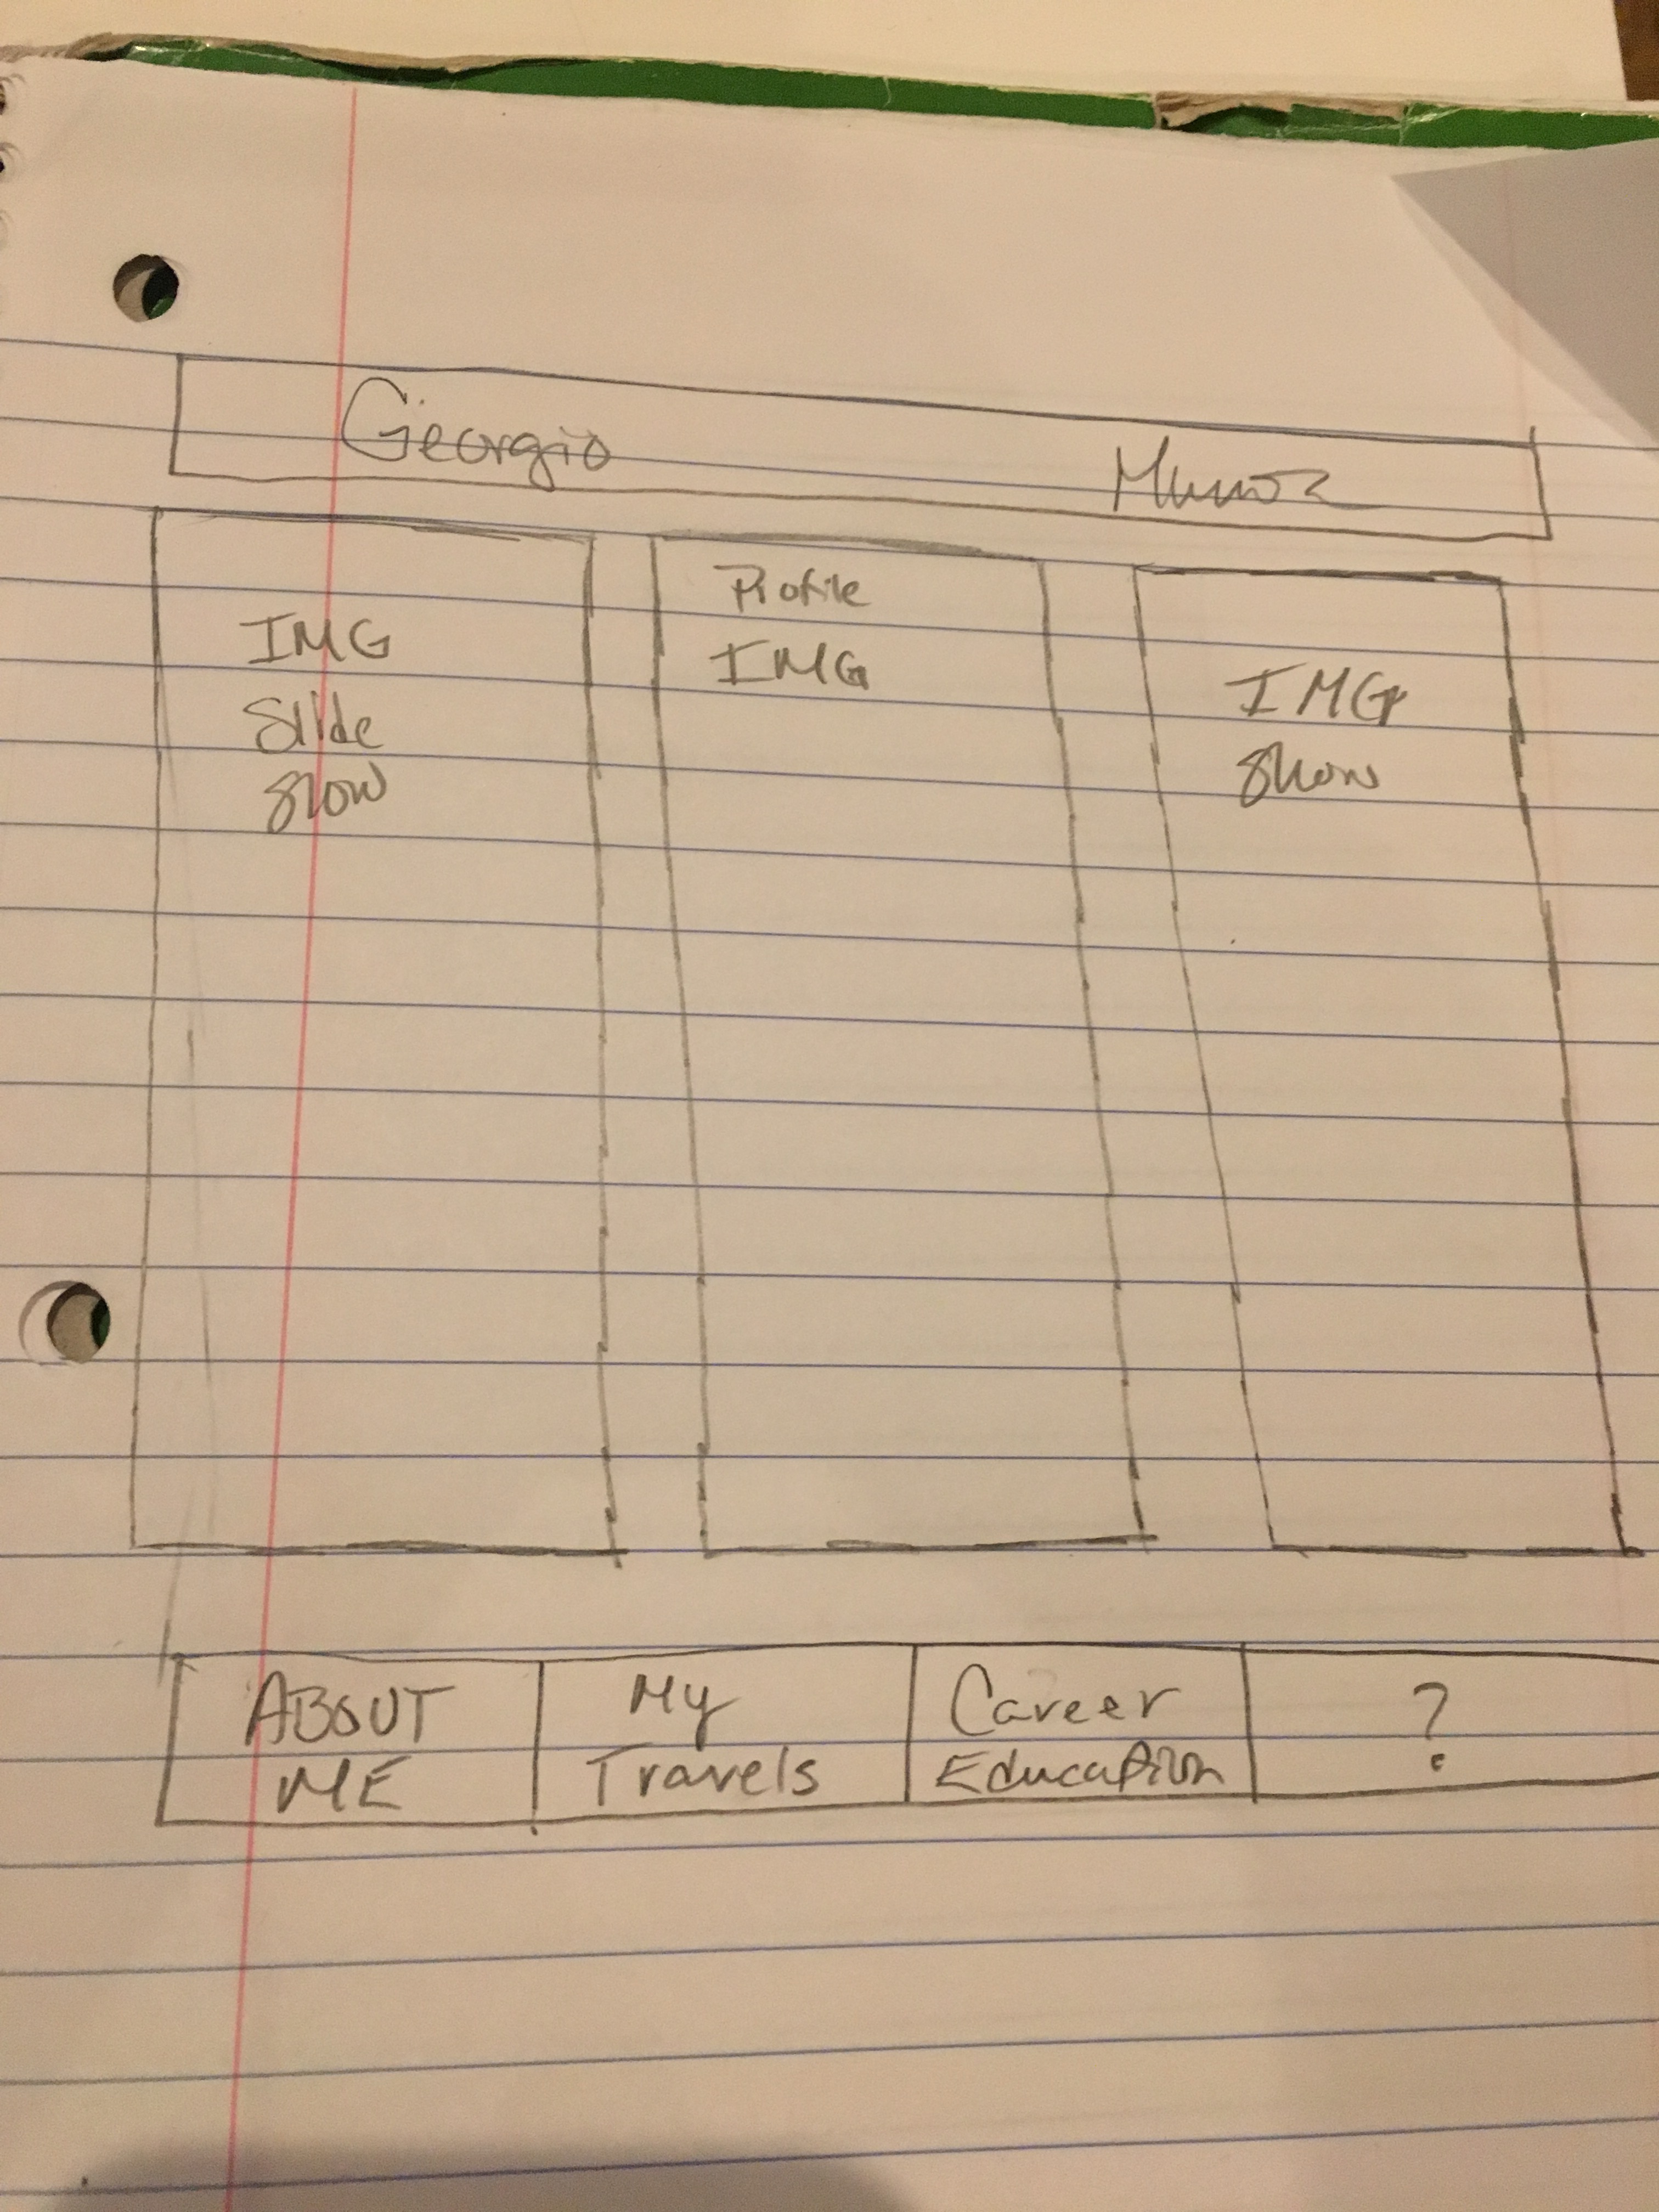 Georgio Munoz
IMG
Slide
Show
Profile
IMG
IMG
Show
ABOUT
ME
My
Travels
Career
Education
?